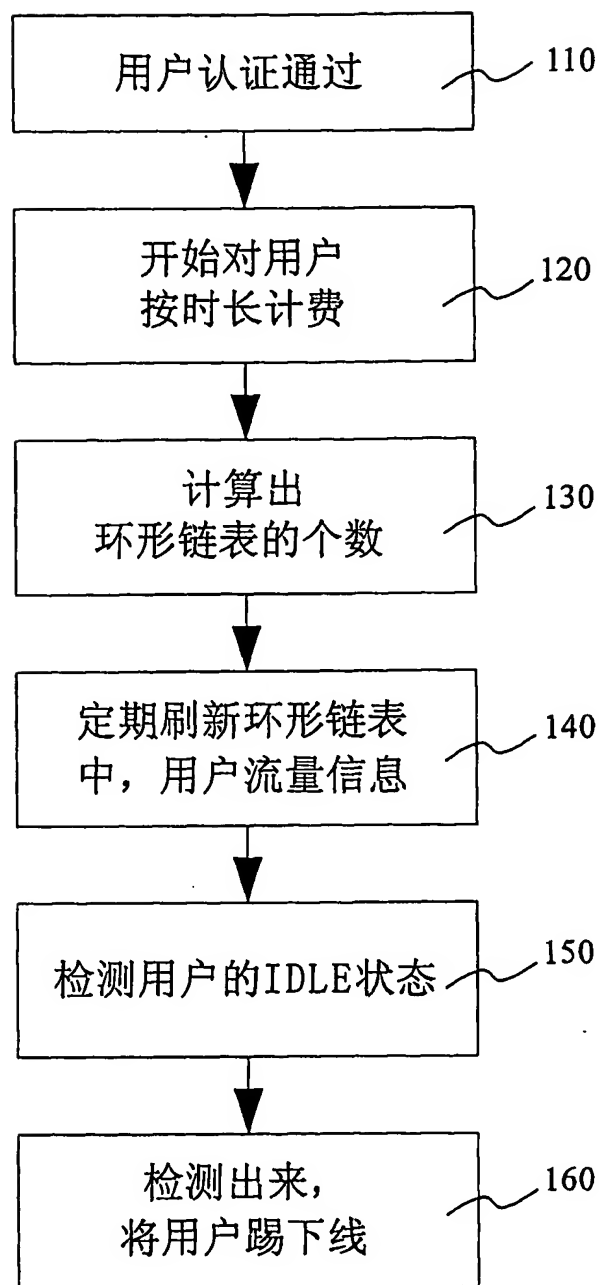 用户认证通过
110
开始对用户
按时长计费
120
计算出
环形链表的个数
130
定期刷新环形链表
中，用户流量信息
140
检测用户的IDLE状态
150
检测出来，
将用户踢下线
160